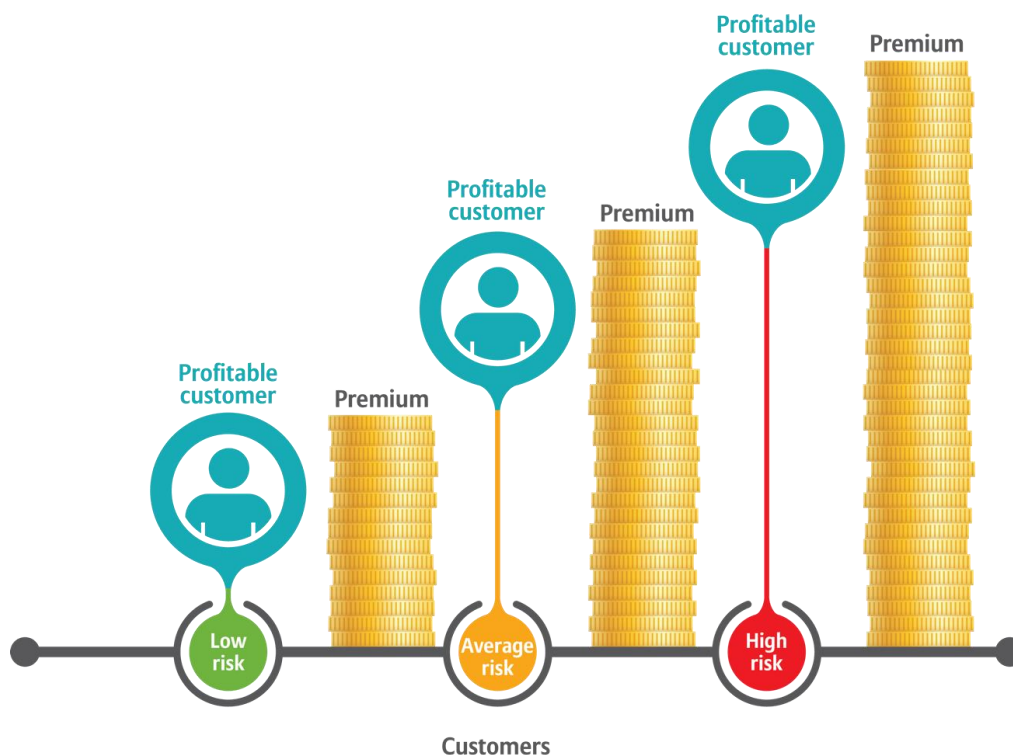 Profitable
customer
Premium
Profitable
customer
Premium
Profitable
customer
Premium
Low
risk
Average
risk
High
risk
Customers